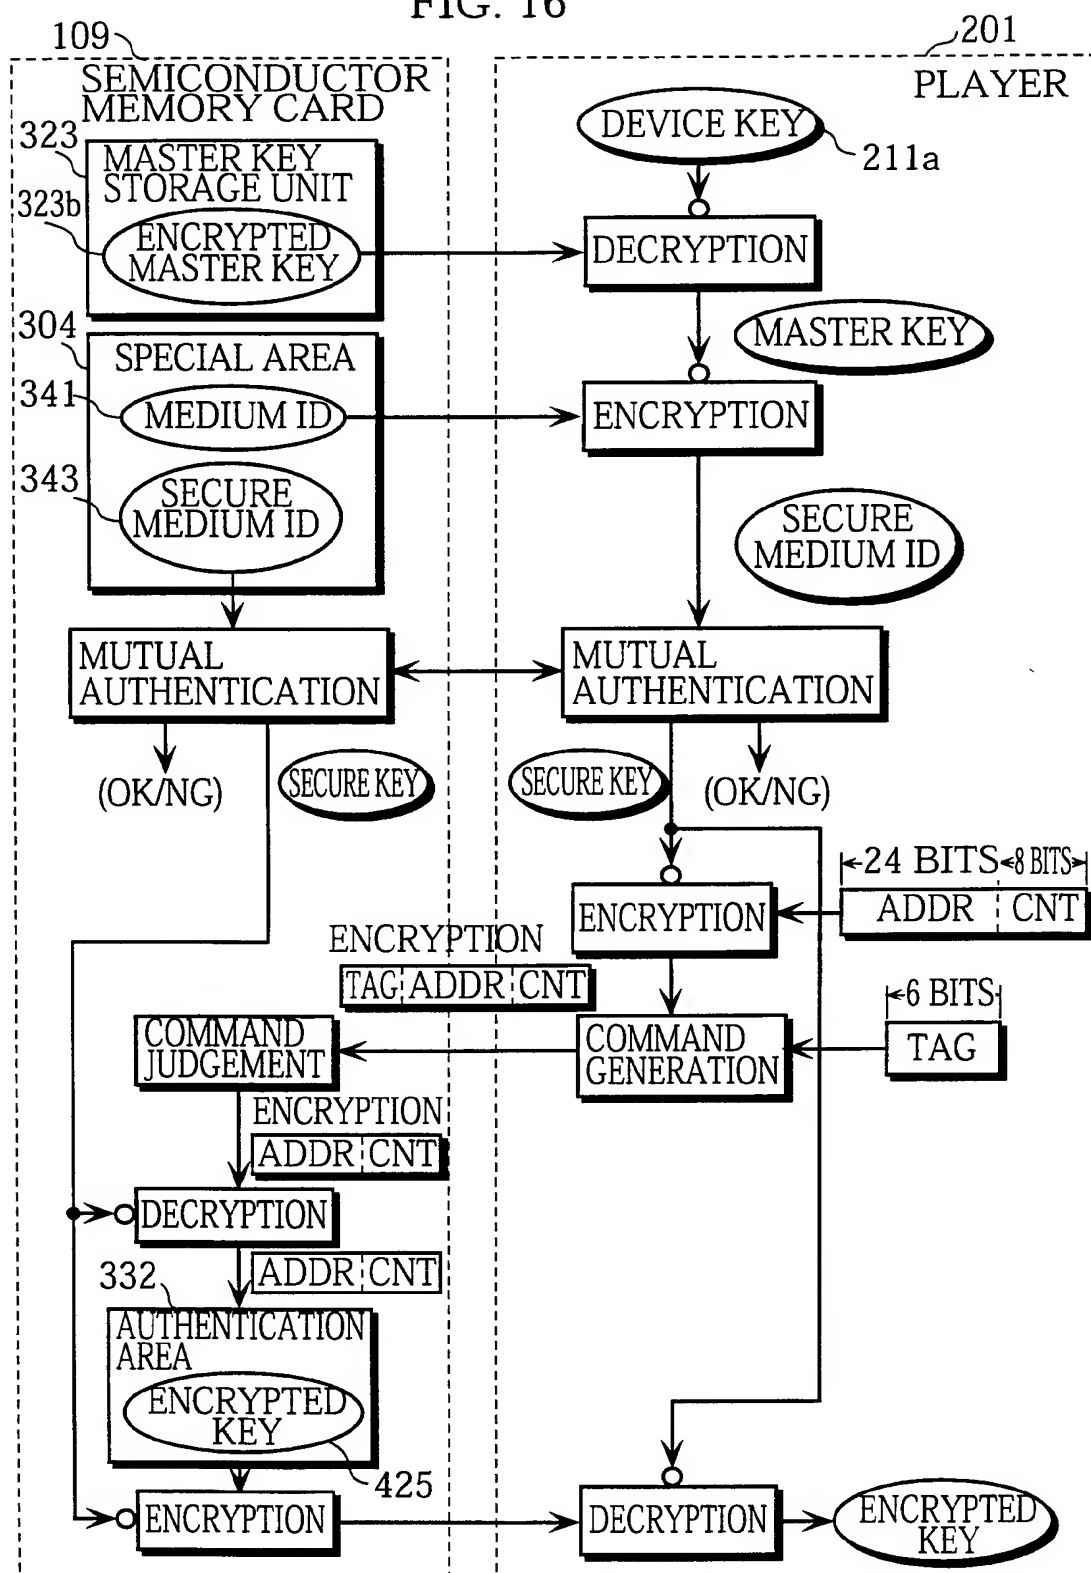 FIG. 16
109
201
SEMICONDUCTOR
MEMORY CARD
PLAYER
323
MASTER KEY
STORAGE UNIT
323b
ENCRYPTED
MASTER KEY
DEVICE KEY
211a
DECRYPTION
MASTER KEY
304
SPECIAL AREA
341
MEDIUM ID
ENCRYPTION
343
SECURE
MEDIUM ID
SECURE
MEDIUM ID
MUTUAL
AUTHENTICATION
MUTUAL
AUTHENTICATION
(OK/NG)
SECURE KEY
SECURE KEY
(OK/NG)
24 BITS
8 BITS
ADDR CNT
ENCRYPTION
ENCRYPTION
TAG ADDR CNT
6 BITS
TAG
COMMAND
GENERATION
COMMAND
JUDGEMENT
ENCRYPTION
ADDR CNT
DECRYPTION
ADDR CNT
332
AUTHENTICATION
AREA
ENCRYPTED
KEY
425
ENCRYPTION
DECRYPTION
ENCRYPTED
KEY